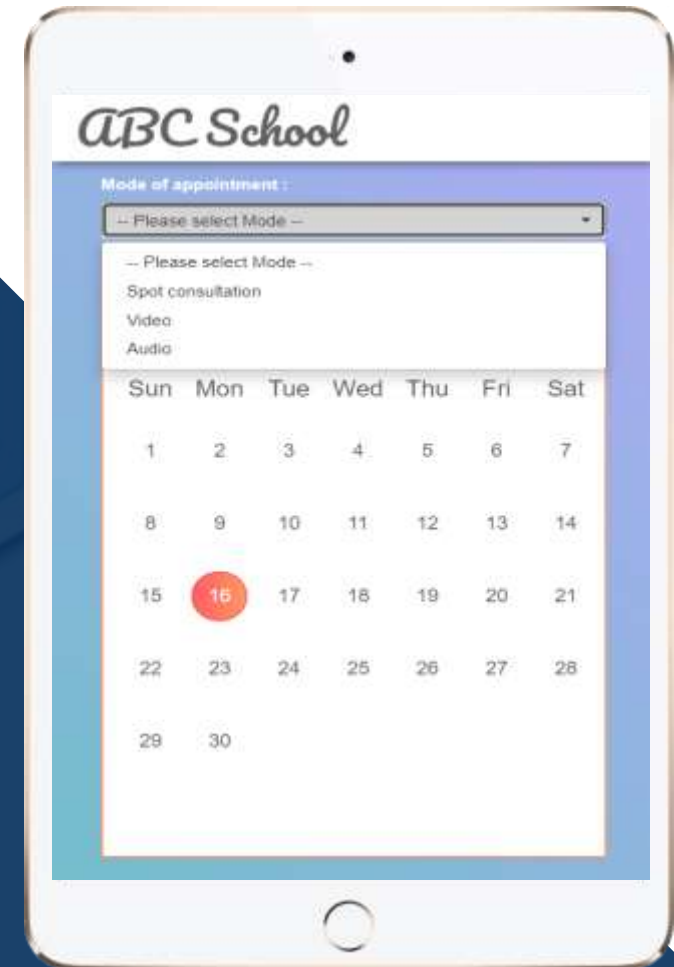 ABC School
Mode of appointment :
-- Please select Mode --
-- Please select Mode --
Spot consultation
Video
Audio
Sun Mon Tue Wed Thu Fri Sat
1 2 3 4 5 6 7
8 9 10 11 12 13 14
15 16 17 18 19 20 21
22 23 24 25 26 27 28
29 30